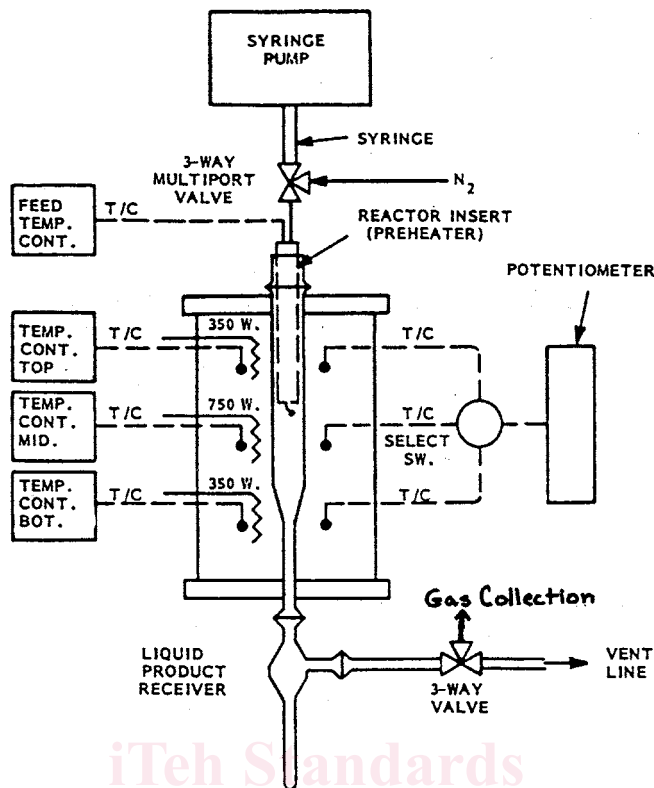 SYRINGE
PUMP
SYRINGE
3-WAY
MULTIPORT
VALVE
N2
FEED
TEMP.
CONT.
T/C
REACTOR INSERT
(PREHEATER)
POTENTIOMETER
TEMP.
CONT.
TOP
T/C
350 W.
T/C
TEMP.
CONT.
MID.
T/C
750 W.
T/C
SELECT
SW.
TEMP.
CONT.
BOT.
T/C
350 W.
T/C
Gas Collection
LIQUID
PRODUCT
RECEIVER
3-WAY
VALVE
VENT
LINE
iTeh Standards